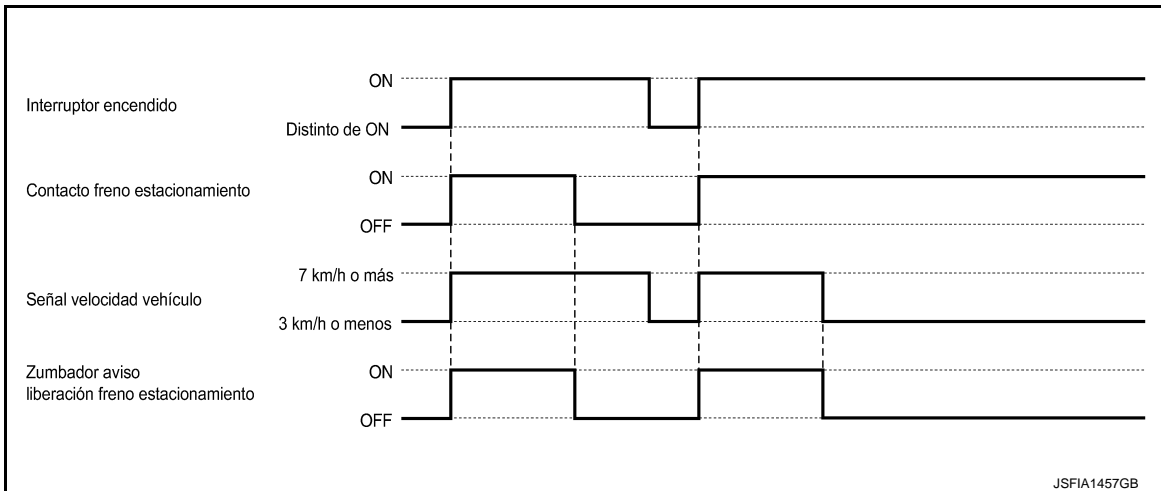 ON
Interruptor encendido
Distinto de ON
ON
Contacto freno estacionamiento
OFF
7 km/h o más
Señal velocidad vehículo
3 km/h o menos
Zumbador aviso
liberación freno estacionamiento
ON
OFF
JSFIA1457GB